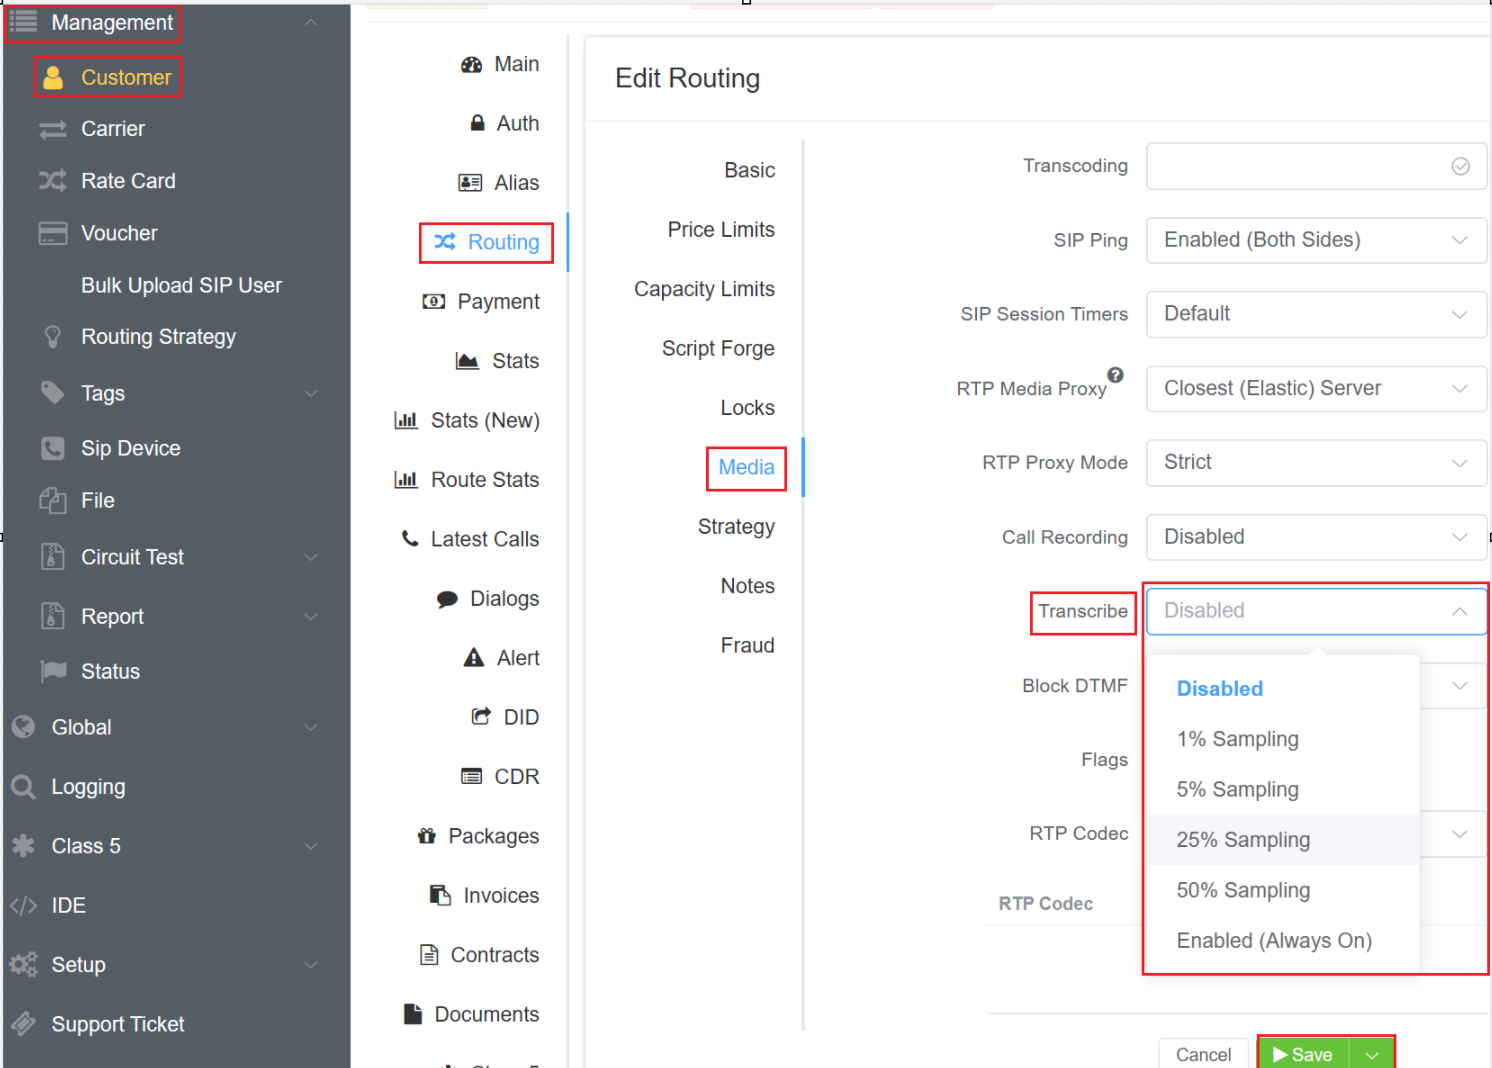 Management
Customer
Carrier
Rate Card
Voucher
Bulk Upload SIP User
Routing Strategy
Tags
Sip Device
File
Circuit Test
Report
Status
Global
Logging
Class 5
IDE
Setup
Support Ticket
Main
Auth
Alias
Routing
Payment
Stats
Stats (New)
Route Stats
Latest Calls
Dialogs
Alert
DID
CDR
Packages
Invoices
Contracts
Documents
Edit Routing
Basic
Price Limits
Capacity Limits
Script Forge
Locks
Media
Strategy
Notes
Fraud
Transcoding
SIP Ping Enabled (Both Sides)
SIP Session Timers Default
RTP Media Proxy Closest (Elastic) Server
RTP Proxy Mode Strict
Call Recording Disabled
Transcribe Disabled
Block DTMF
Flags
RTP Codec
RTP Codec
Disabled
1% Sampling
5% Sampling
25% Sampling
50% Sampling
Enabled (Always On)
Cancel Save